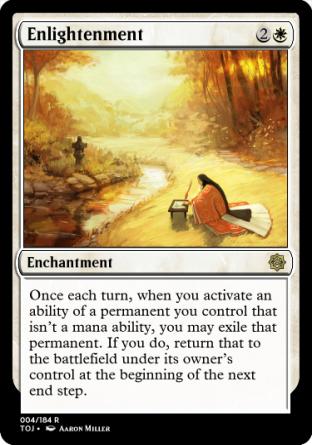 Enlightenment 2
Enchantment
Once each turn, when you activate an
ability of a permanent you control that
isn't a mana ability, you may exile that
permanent. If you do, return that to
the battlefield under its owner's
control at the beginning of the next
end step.
004/184 R
TOJ • Aaron Miller